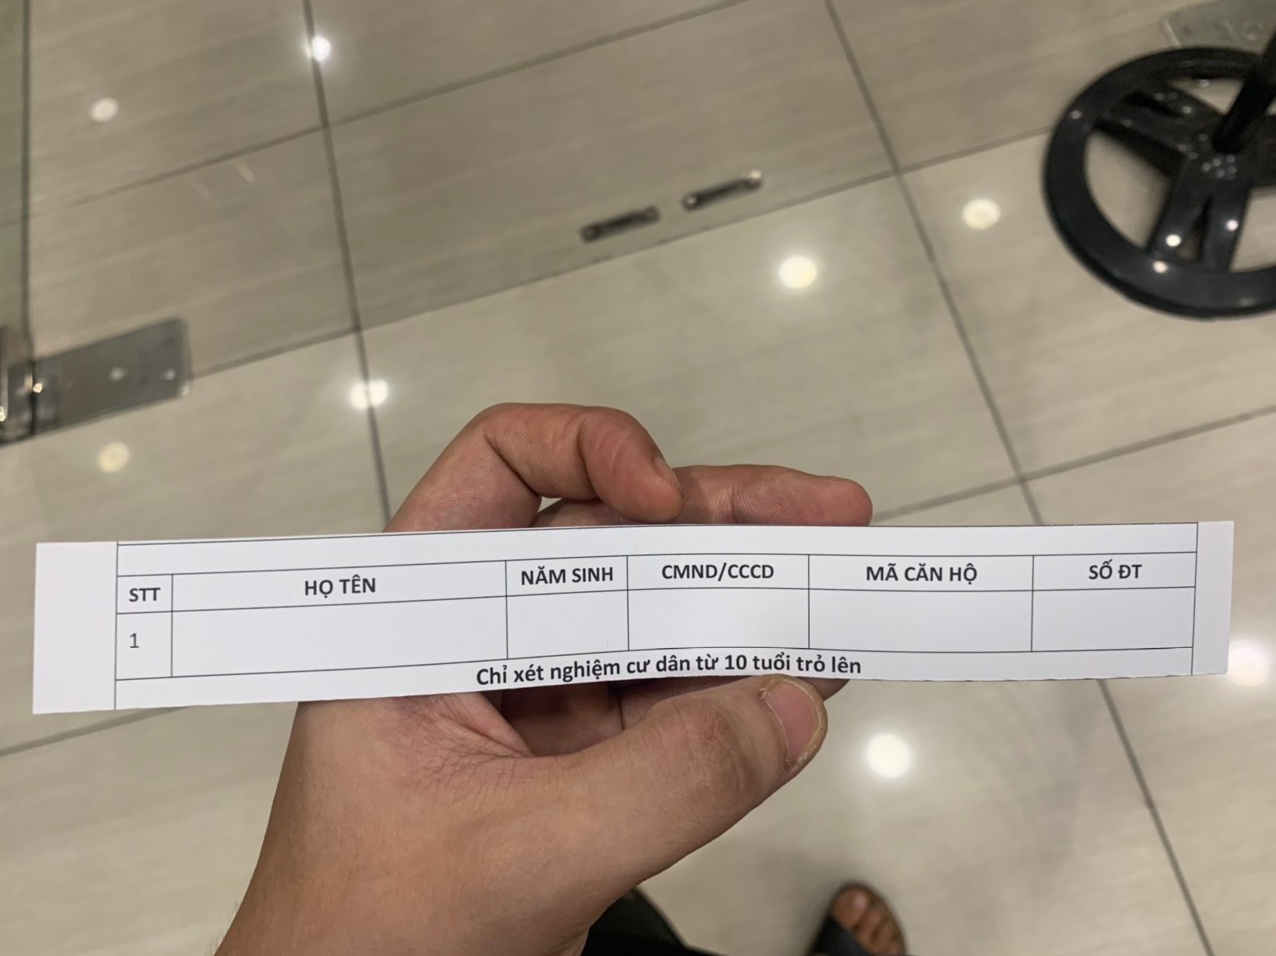 STT HỌ TÊN NĂM SINH CMND/CCCD MÃ CĂN HỘ SỐ ĐT
1
Chỉ xét nghiệm cư dân từ 10 tuổi trỏ lên